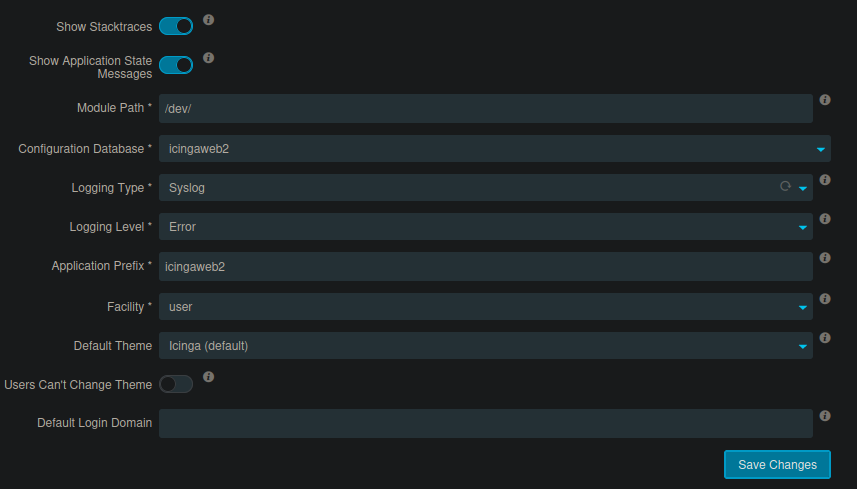 Show Stacktraces
Show Application State
Messages
Module Path * /dev/
Configuration Database * icingaweb2
Logging Type * Syslog
Logging Level * Error
Application Prefix * icingaweb2
Facility * user
Default Theme Icinga (default)
Users Can't Change Theme
Default Login Domain
Save Changes